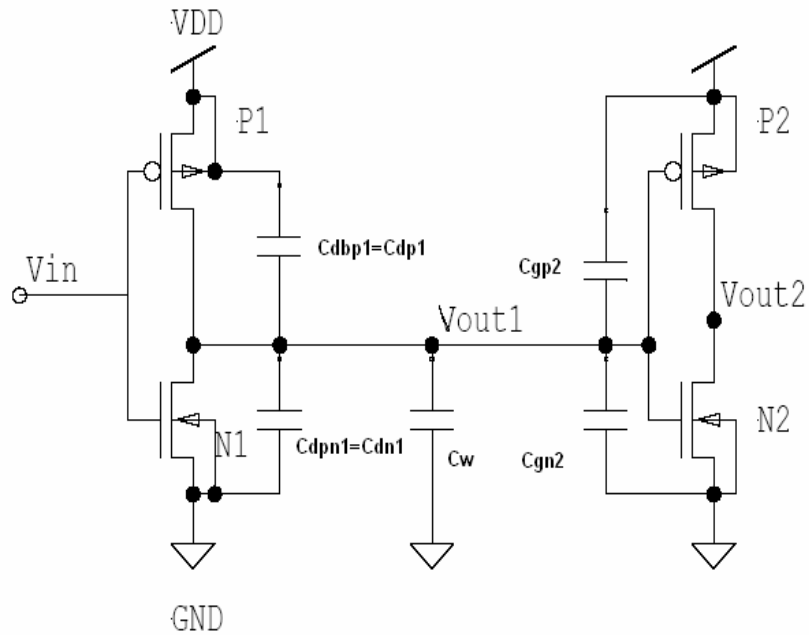 VDD
P1
P2
Cdbp1=Cdp1
Cgp2
Vin
Vout1
Vout2
N1
Cdpn1=Cdn1
Cw
Cgn2
N2
GND